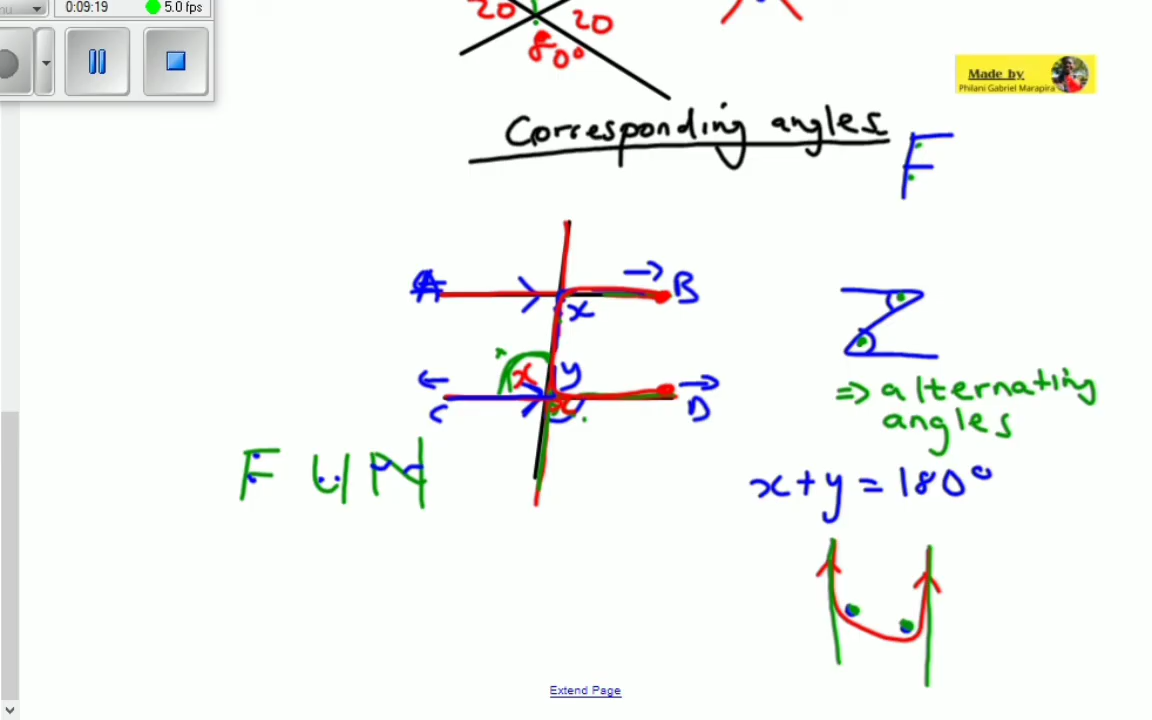 nu
0:09:19
5.0 fps
20
20
80°
Made by
Philani Gabriel Marapira
Corresponding angles
F
A
B
x
x
y
C
x
D
Z
=> alternating
angles
F U N
x+y = 180°
Extend Page